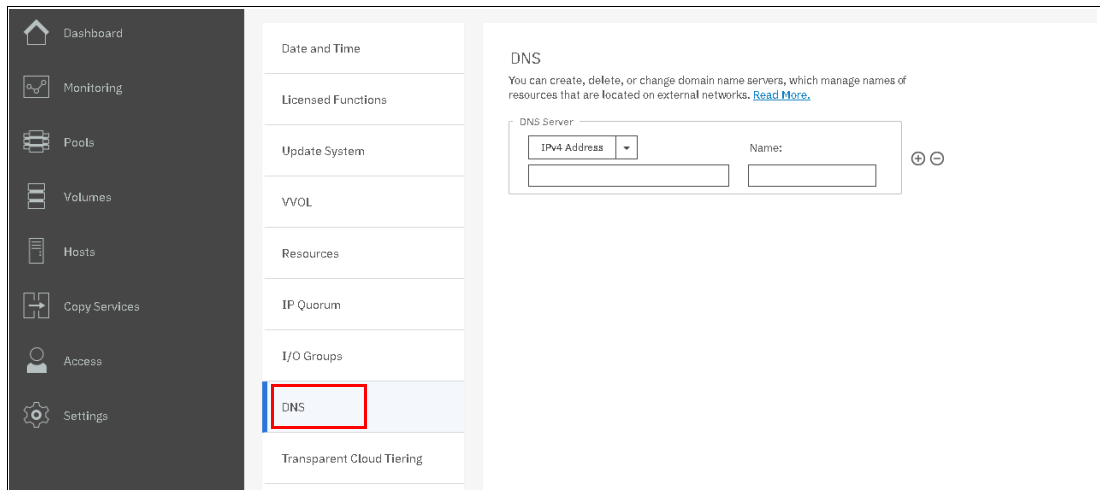 Dashboard
Monitoring
Pools
Volumes
Hosts
Copy Services
Access
Settings
Date and Time
Licensed Functions
Update System
VVOL
Resources
IP Quorum
I/O Groups
DNS
Transparent Cloud Tiering
DNS
You can create, delete, or change domain name servers, which manage names of
resources that are located on external networks. Read More.
DNS Server
IPv4 Address
Name: